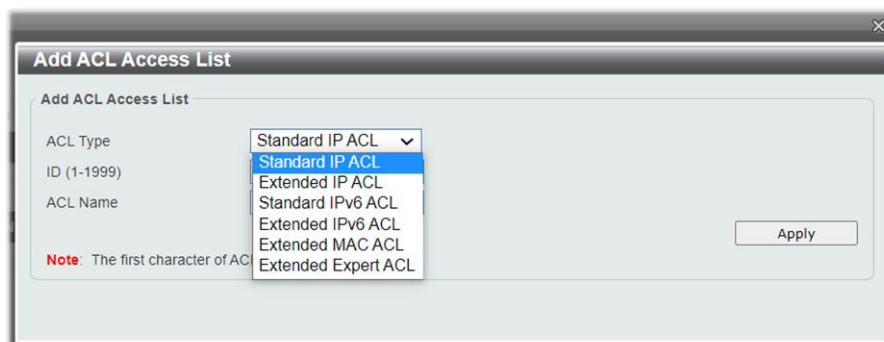 Add ACL Access List
Add ACL Access List
ACL Type
Standard IP ACL
Standard IP ACL
ID (1-1999)
Extended IP ACL
ACL Name
Standard IPv6 ACL
Extended IPv6 ACL
Extended MAC ACL
Extended Expert ACL
Apply
Note: The first character of